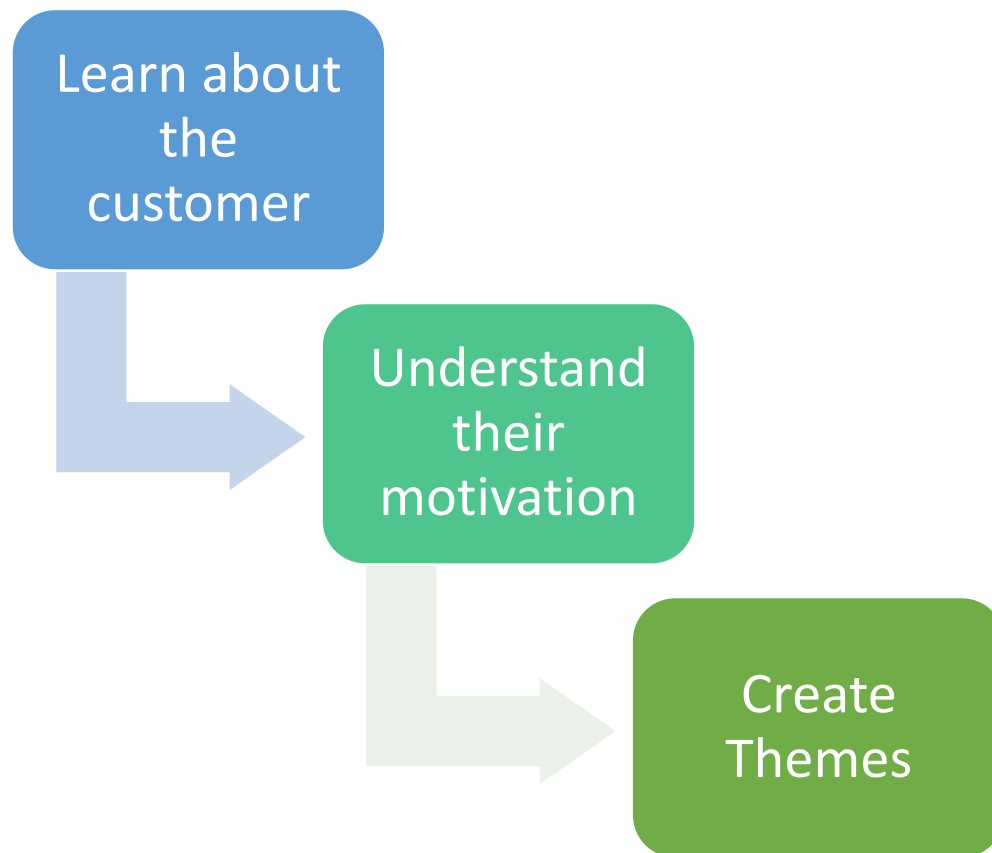 Learn about
the
customer
Understand
their
motivation
Create
Themes